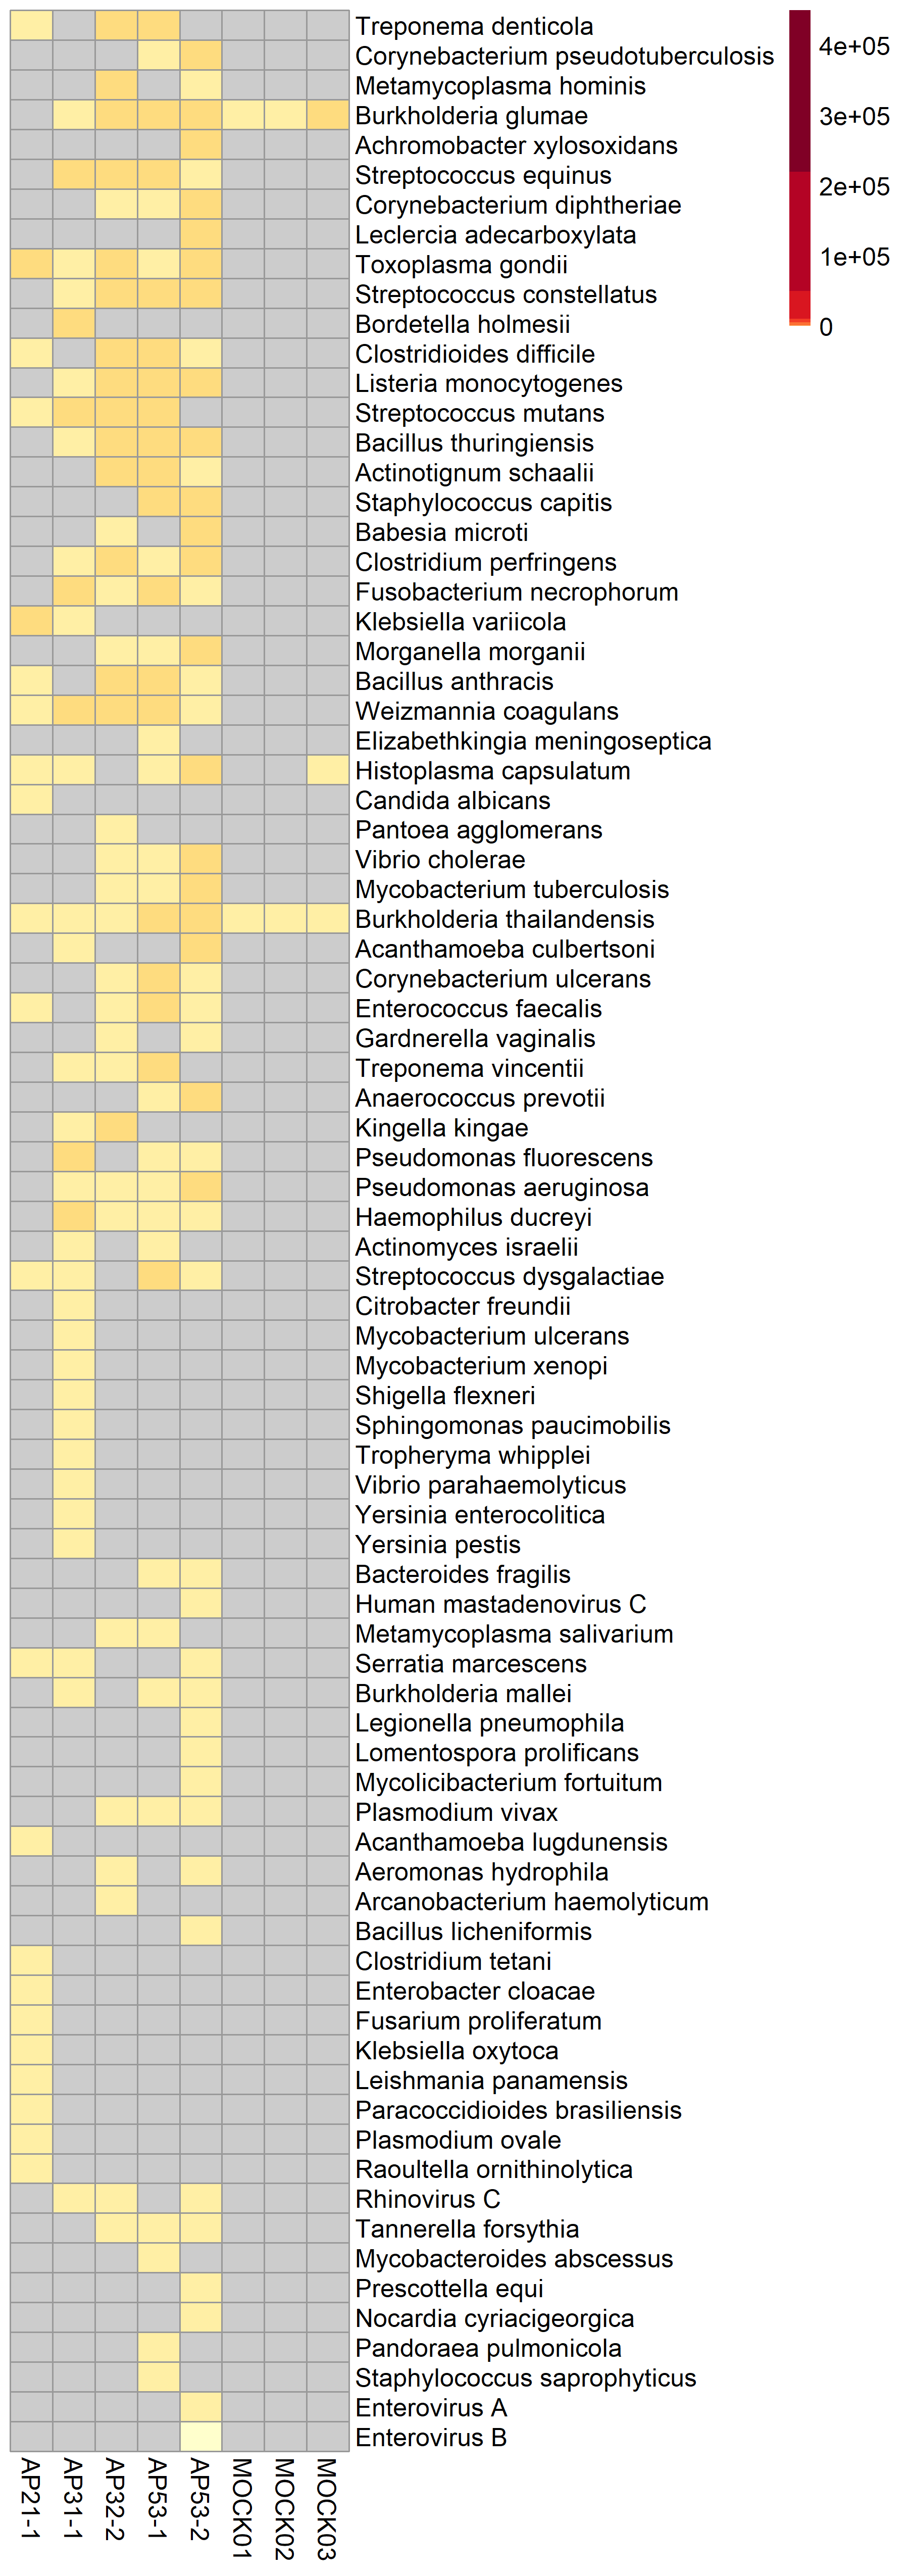 Treponema denticola
Corynebacterium pseudotuberculosis
Metamycoplasma hominis
Burkholderia glumae
Achromobacter xylosoxidans
Streptococcus equinus
Corynebacterium diphtheriae
Leclercia adecarboxylata
Toxoplasma gondii
Streptococcus constellatus
Bordetella holmesii
Clostridioides difficile
Listeria monocytogenes
Streptococcus mutans
Bacillus thuringiensis
Actinotignum schaalii
Staphylococcus capitis
Babesia microti
Clostridium perfringens
Fusobacterium necrophorum
Klebsiella variicola
Morganella morganii
Bacillus anthracis
Weizmannia coagulans
Elizabethkingia meningoseptica
Histoplasma capsulatum
Candida albicans
Pantoea agglomerans
Vibrio cholerae
Mycobacterium tuberculosis
Burkholderia thailandensis
Acanthamoeba culbertsoni
Corynebacterium ulcerans
Enterococcus faecalis
Gardnerella vaginalis
Treponema vincentii
Anaerococcus prevotii
Kingella kingae
Pseudomonas fluorescens
Pseudomonas aeruginosa
Haemophilus ducreyi
Actinomyces israelii
Streptococcus dysgalactiae
Citrobacter freundii
Mycobacterium ulcerans
Mycobacterium xenopi
Shigella flexneri
Sphingomonas paucimobilis
Tropheryma whipplei
Vibrio parahaemolyticus
Yersinia enterocolitica
Yersinia pestis
Bacteroides fragilis
Human mastadenovirus C
Metamycoplasma salivarium
Serratia marcescens
Burkholderia mallei
Legionella pneumophila
Lomentospora prolificans
Mycolicibacterium fortuitum
Plasmodium vivax
Acanthamoeba lugdunensis
Aeromonas hydrophila
Arcanobacterium haemolyticum
Bacillus licheniformis
Clostridium tetani
Enterobacter cloacae
Fusarium proliferatum
Klebsiella oxytoca
Leishmania panamensis
Paracoccidioides brasiliensis
Plasmodium ovale
Raoultella ornithinolytica
Rhinovirus C
Tannerella forsythia
Mycobacteroides abscessus
Prescottella equi
Nocardia cyriacigeorgica
Pandoraea pulmonicola
Staphylococcus saprophyticus
Enterovirus A
Enterovirus B
AP21-1
AP31-1
AP32-2
AP53-1
AP53-2
MOCK01
MOCK02
MOCK03
4e+05
3e+05
2e+05
1e+05
0